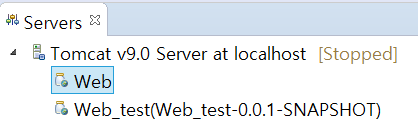 Servers
Tomcat v9.0 Server at localhost [Stopped]
Web
Web_test(Web_test-0.0.1-SNAPSHOT)